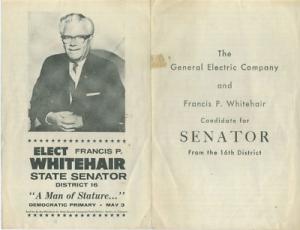 ELECT FRANCIS P.
WHITEHAIR
STATE SENATOR
DISTRICT 16
"A Man of Stature..."
DEMOCRATIC PRIMARY • MAY 3
The
General Electric Company
and
Francis P. Whitehair
Candidate for
SENATOR
From the 16th District